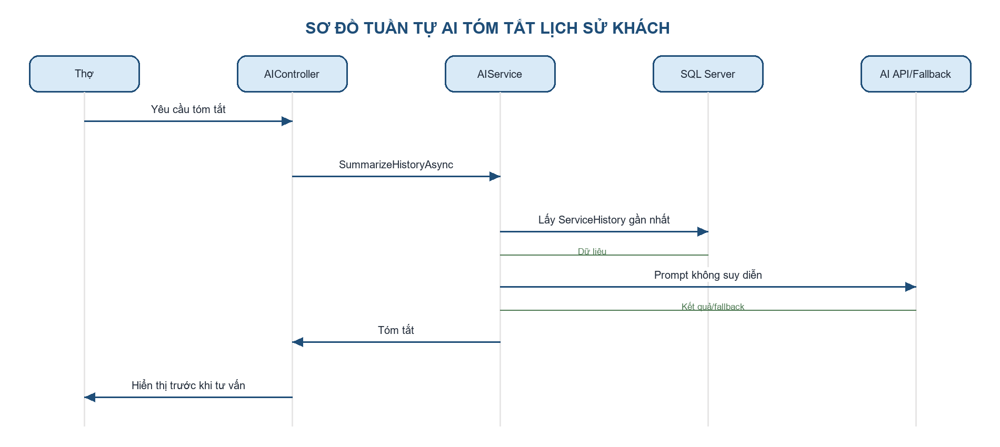 SƠ ĐỒ TUẦN TỰ AI TÓM TẮT LỊCH SỬ KHÁCH
Thợ
AIController
AIService
SQL Server
AI API/Fallback
Yêu cầu tóm tắt
SummarizeHistoryAsync
Lấy ServiceHistory gần nhất
Dữ liệu
Prompt không suy diễn
Kết quả/fallback
Tóm tắt
Hiển thị trước khi tư vấn